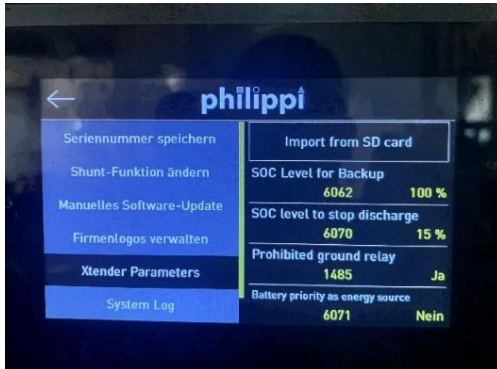 philippi
Seriennummer speichern
Shunt-Funktion ändern
Manuelles Software-Update
Firmenlogos verwalten
Xtender Parameters
System Log
Import from SD card
SOC Level for Backup
6062 100 %
SOC level to stop discharge
6070 15 %
Prohibited ground relay
1485 Ja
Battery priority as energy source
6071 Nein